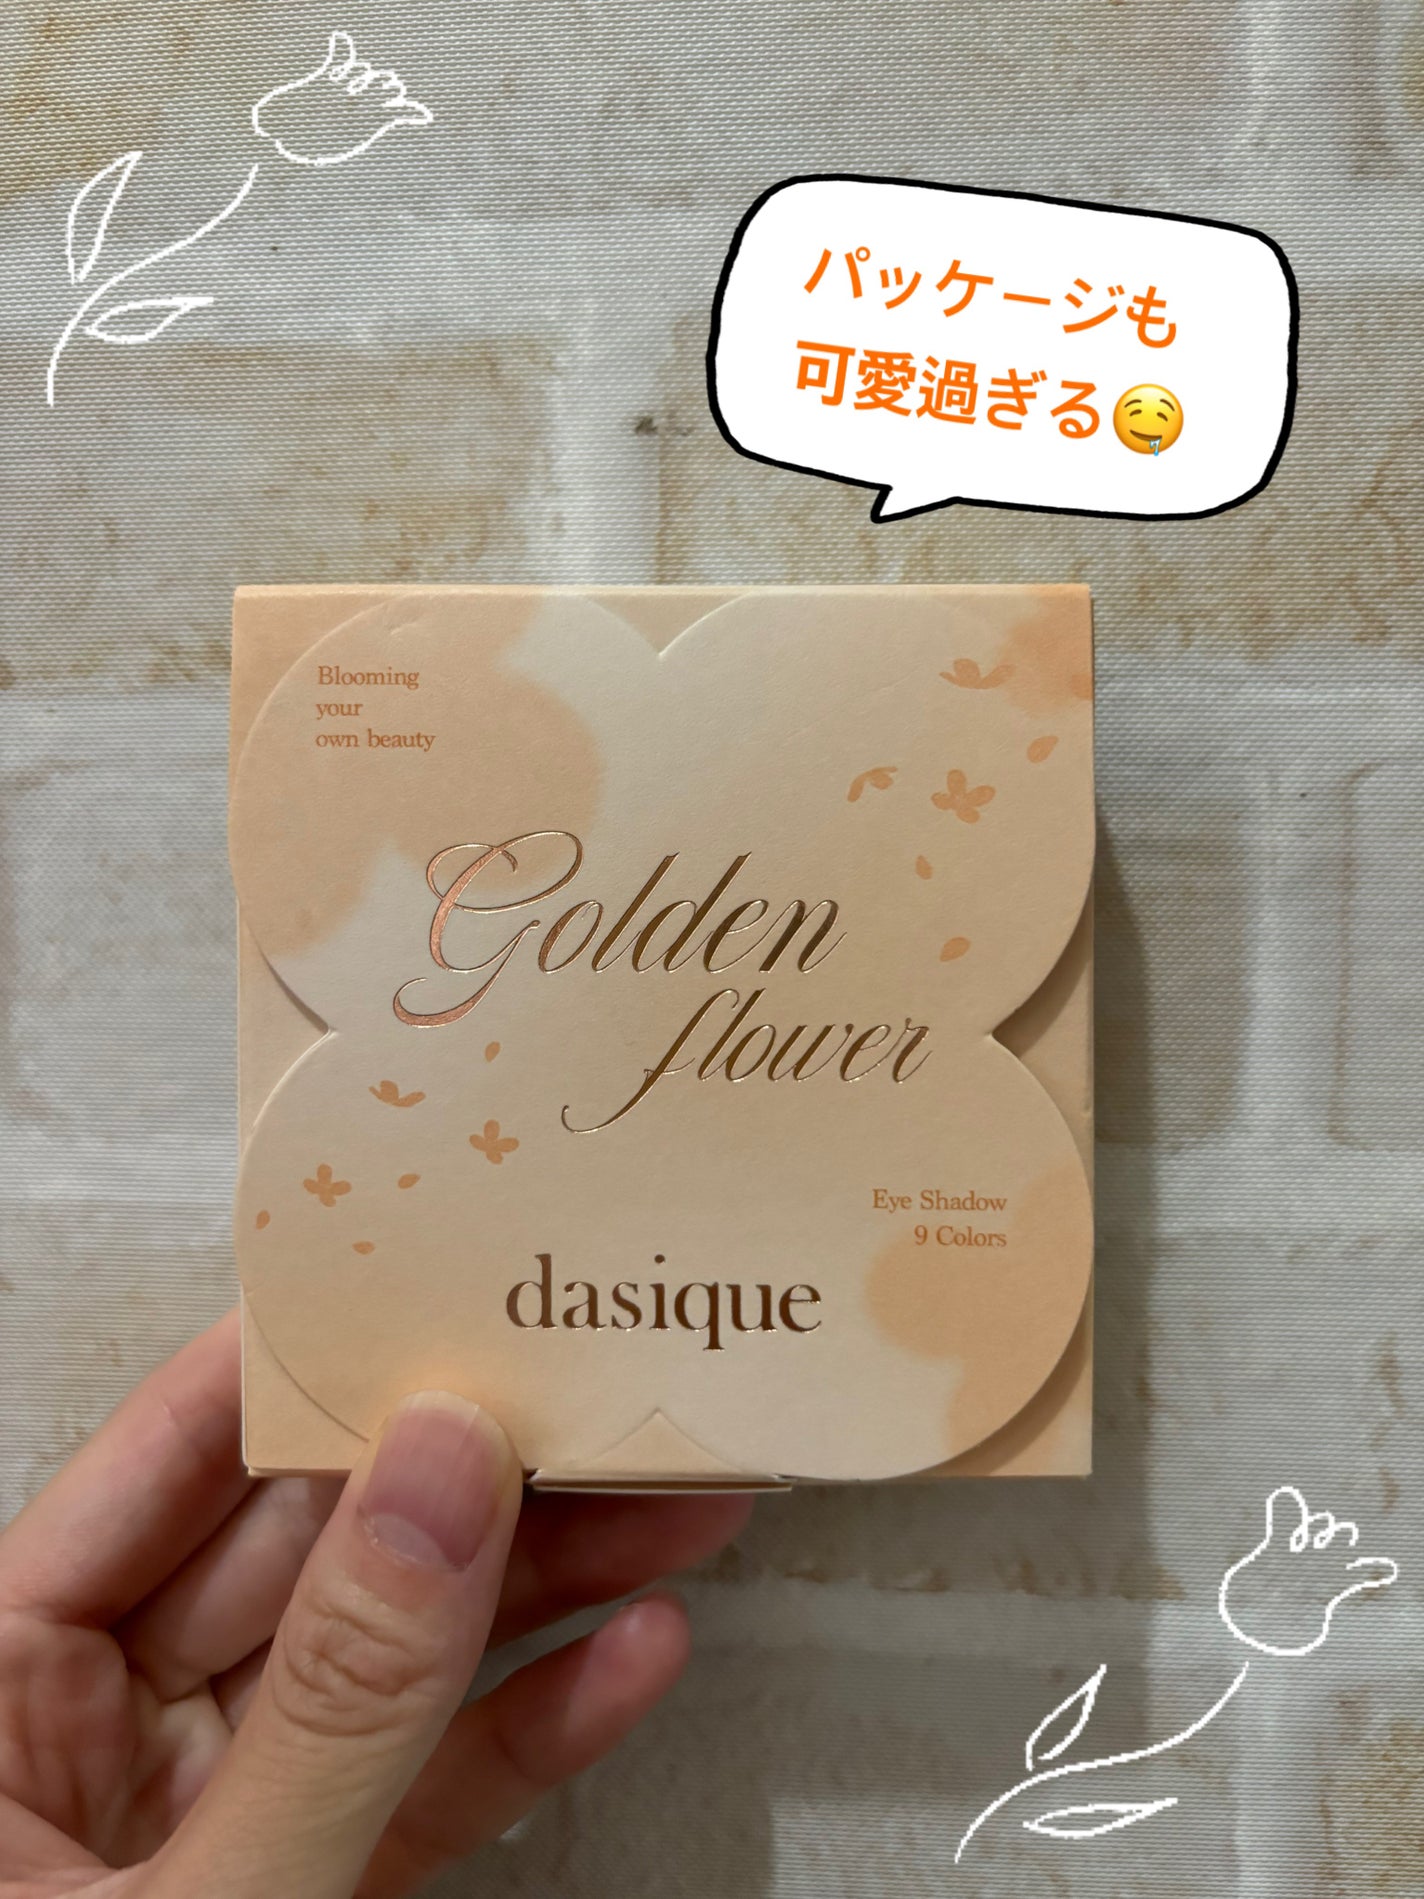 パッケージも
可愛過ぎる🤤
Blooming
your
own beauty
Golden
flower
Eye Shadow
9 Colors
dasique